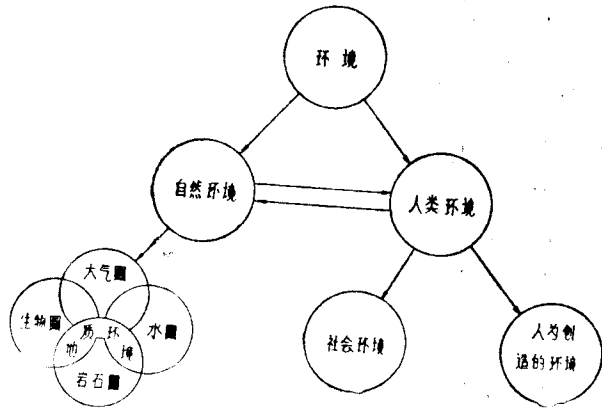 环境
自然环境
人类环境
大气圈
生物圈
水圈
地质环境
岩石圈
社会环境
人为创
造的环境